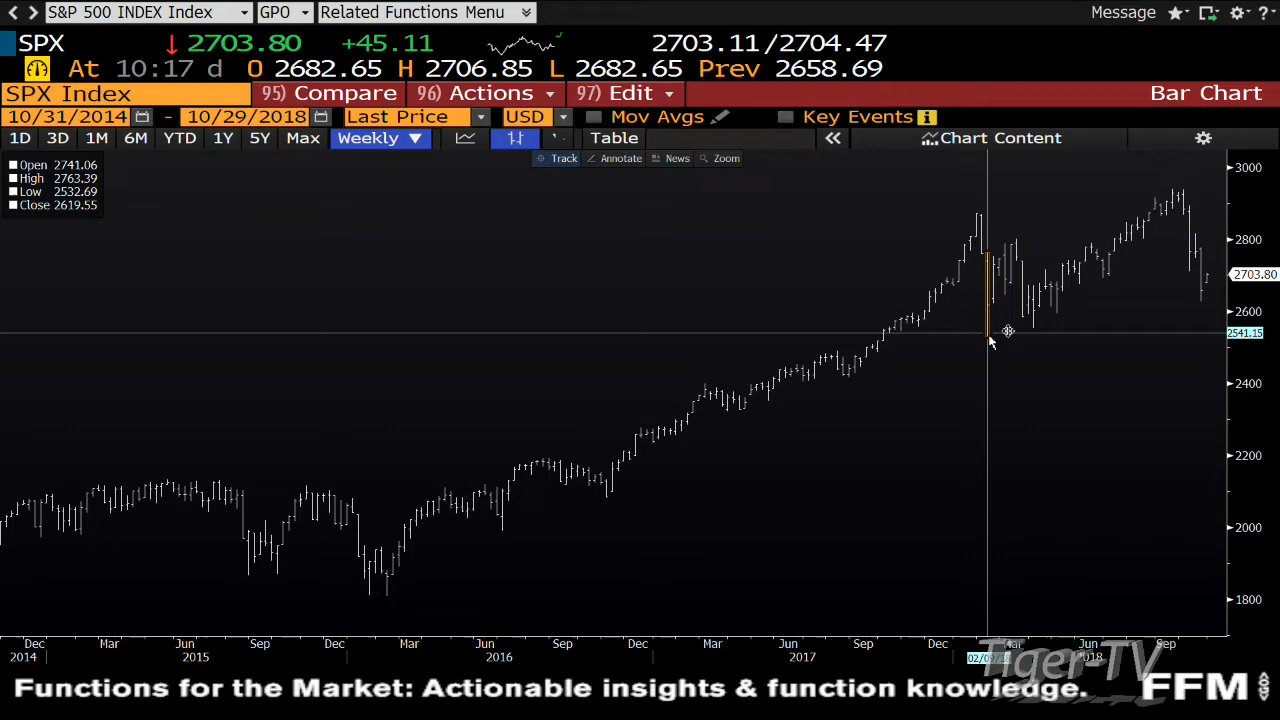 S&P 500 INDEX Index GPO Related Functions Menu Message ?
SPX 2703.80 +45.11 2703.11/2704.47
At 10:17 d O 2682.65 H 2706.85 L 2682.65 Prev 2658.69
SPX Index 95) Compare 96) Actions 97) Edit Bar Chart
10/31/2014 - 10/29/2018 Last Price USD Mov Avgs Key Events
1D 3D 1M 6M YTD 1Y 5Y Max Weekly Table Chart Content
Track Annotate News Zoom
Open 2741.06
High 2763.39
Low 2532.69
Close 2619.55
3000
2800
2703.80
2600
2541.15
2400
2200
2000
1800
Dec Mar Jun Sep Dec Mar Jun Sep Dec Mar Jun Sep Dec Mar Jun Sep
2014 2015 2016 2017 2018
Tiger-TV
Functions for the Market: Actionable insights & function knowledge. FFM